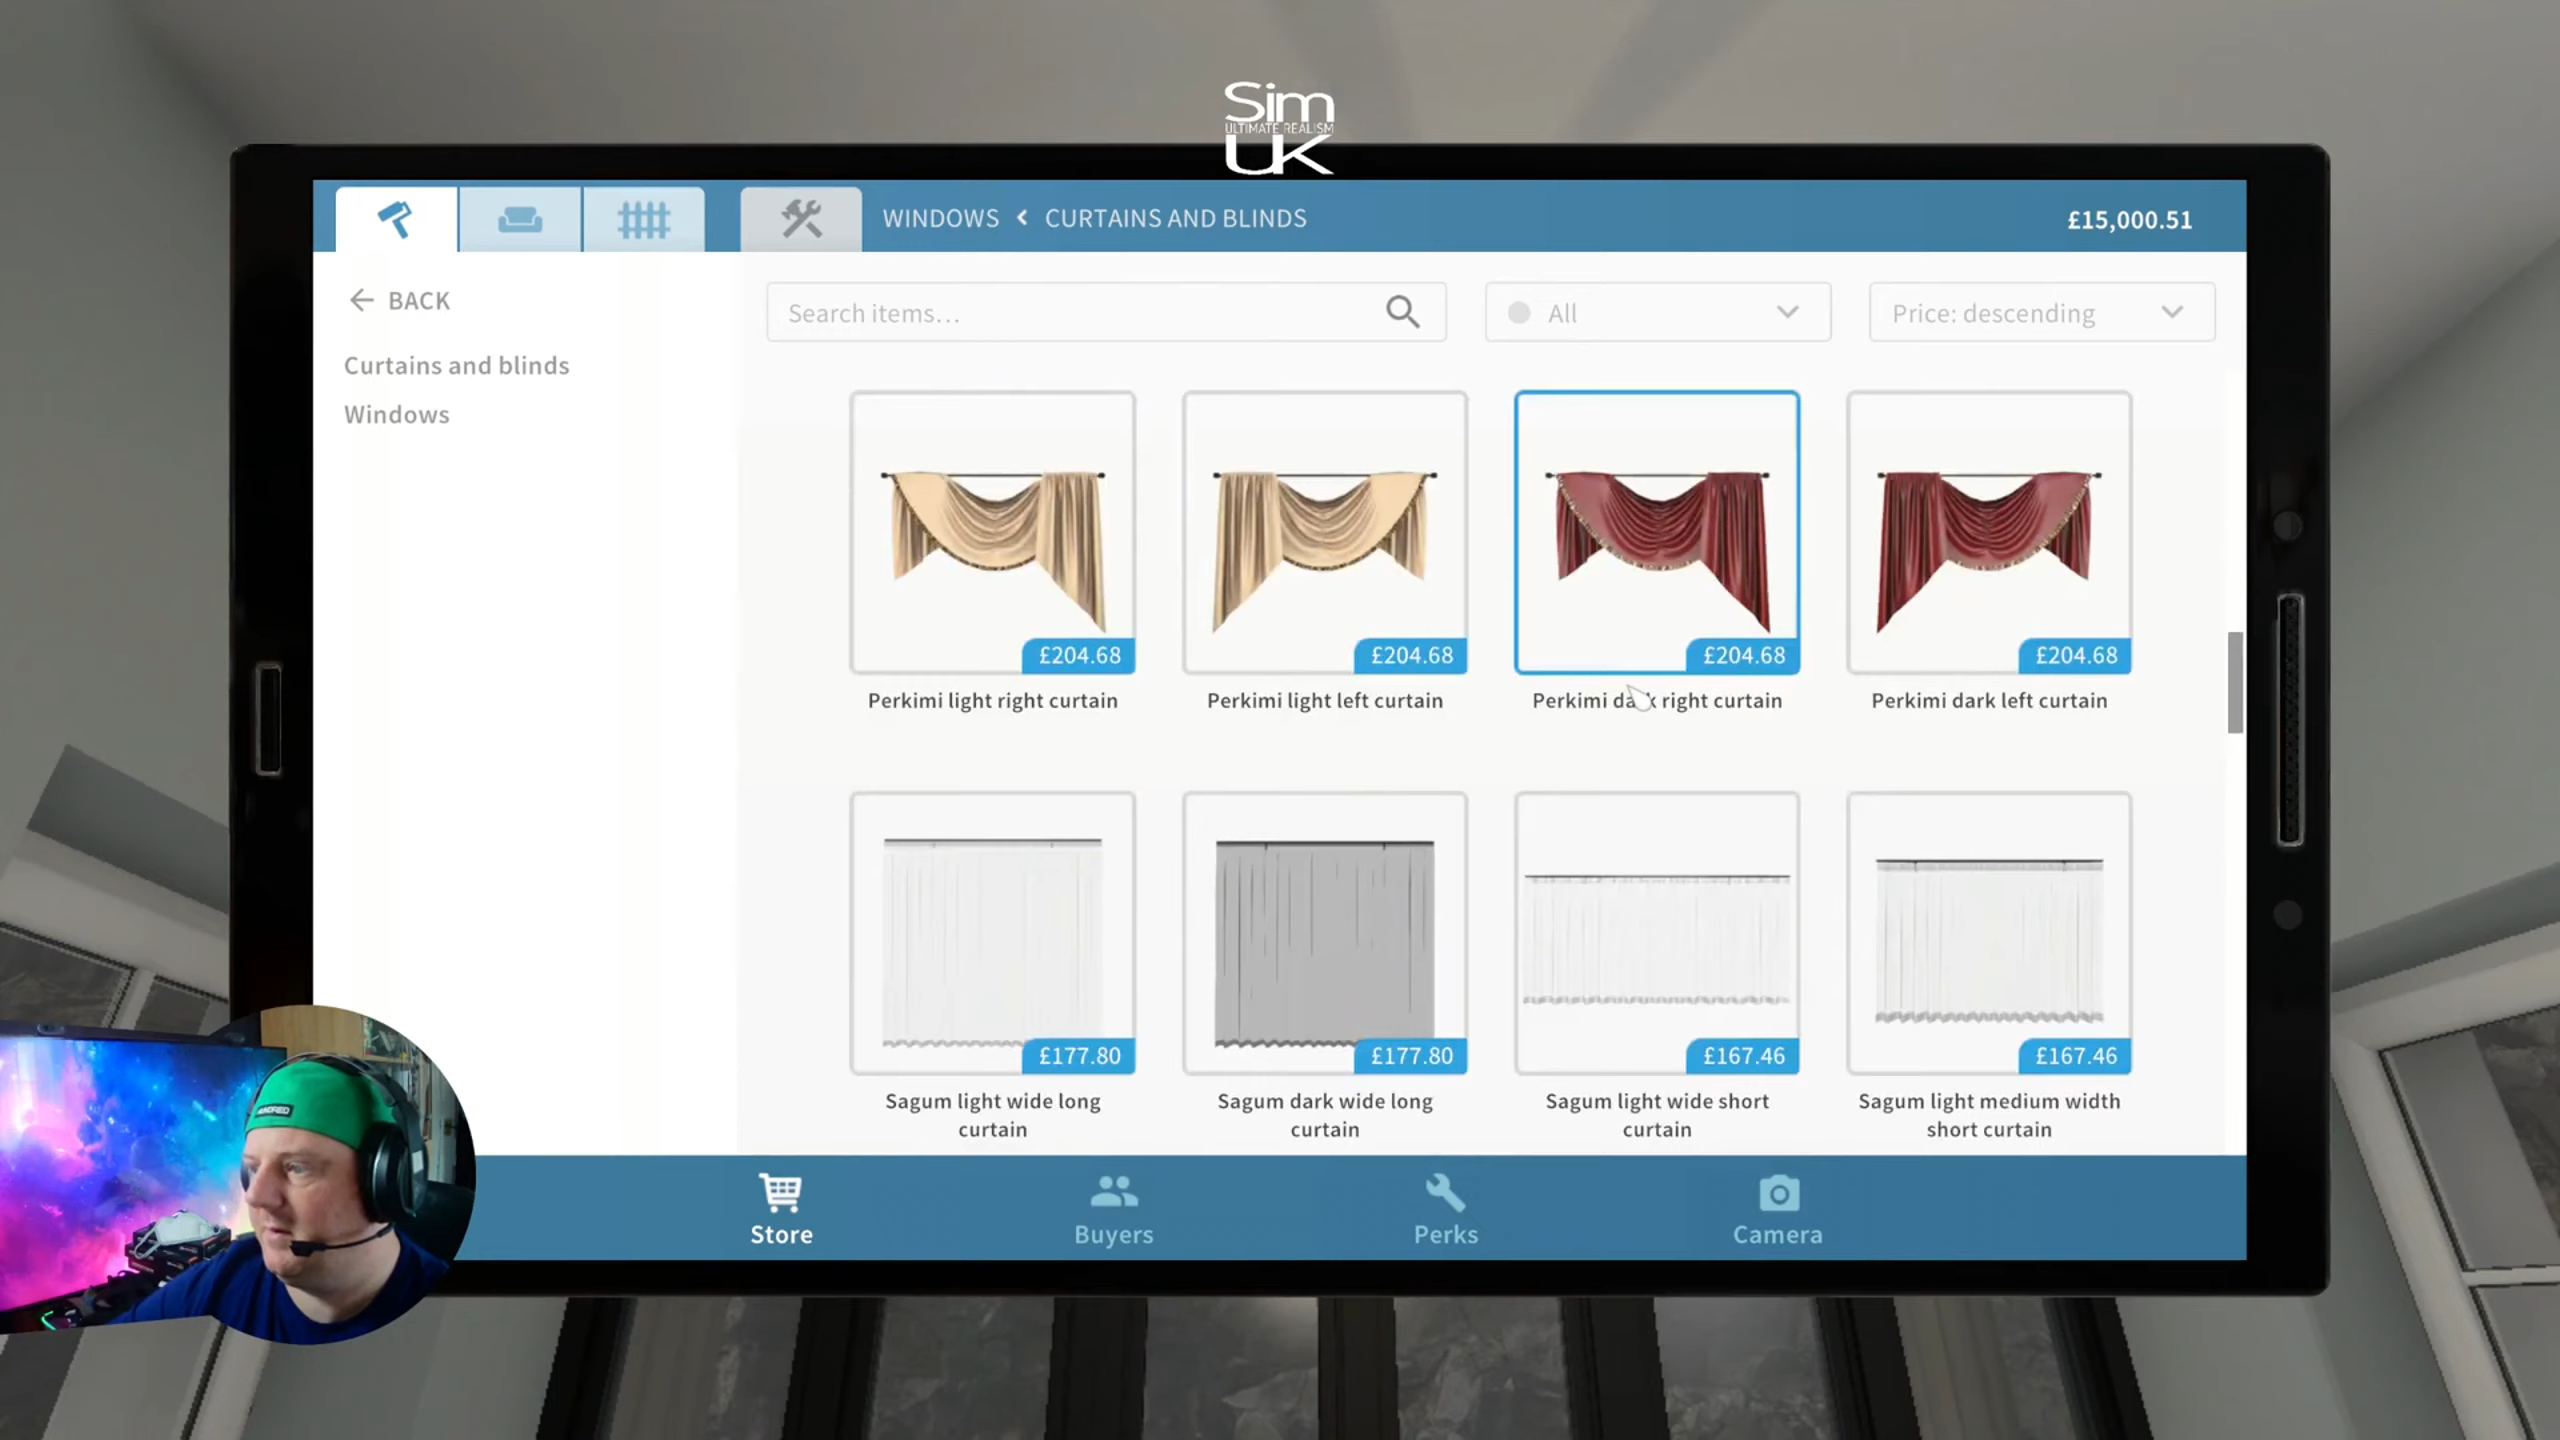 Sim
ULTIMATE REALISM
UK
WINDOWS < CURTAINS AND BLINDS
£15,000.51
← BACK
Curtains and blinds
Windows
Search items...
All
Price: descending
£204.68
£204.68
£204.68
£204.68
Perkimi light right curtain
Perkimi light left curtain
Perkimi dark right curtain
Perkimi dark left curtain
£177.80
£177.80
£167.46
£167.46
Sagum light wide long
curtain
Sagum dark wide long
curtain
Sagum light wide short
curtain
Sagum light medium width
short curtain
Store
Buyers
Perks
Camera